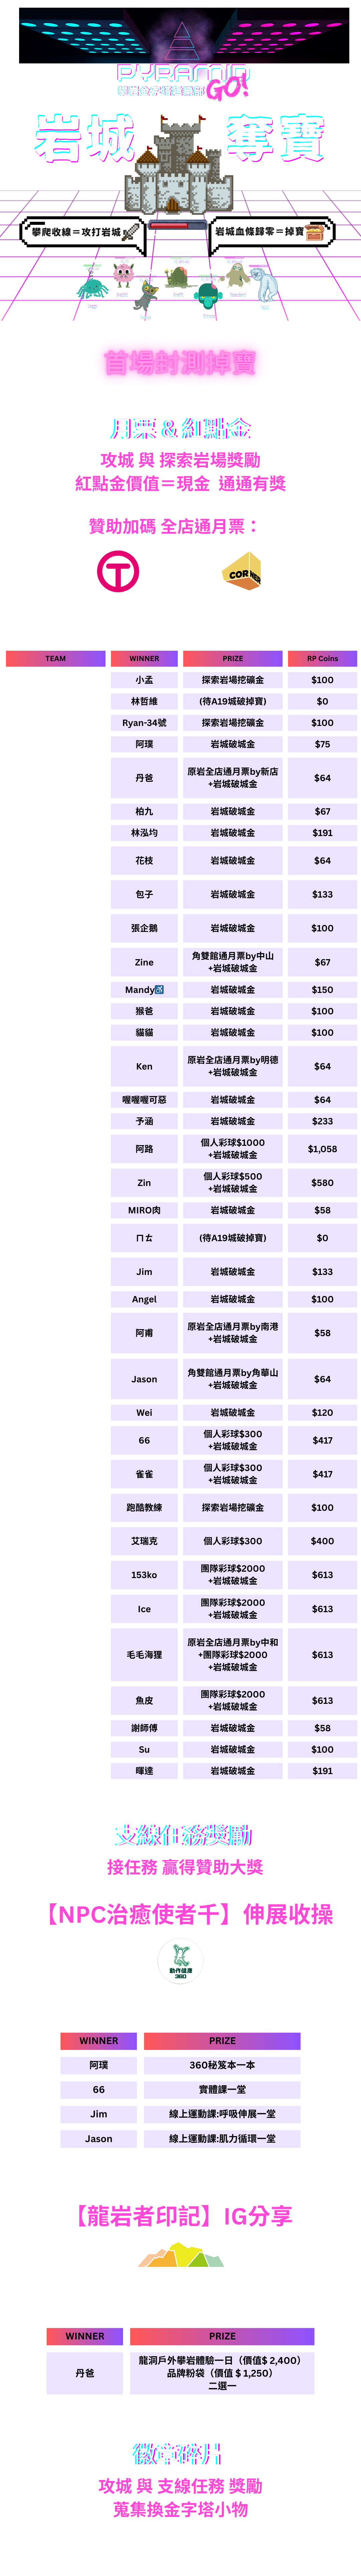 PYRAMID
GO!
岩城
奪寶
攀爬收線=攻打岩城
岩城血條歸零=掉寶
首場封測掉寶
月票 & 紅點金
攻城 與 探索岩場獎勵
紅點金價值=現金 通通有獎
贊助加碼 全店通月票：
CORNER
TEAM WINNER PRIZE RP Coins
小孟 探索岩場挖礦金 $100
林哲維 (待A19城破掉寶) $0
Ryan-34號 探索岩場挖礦金 $100
阿璞 岩城破城金 $75
丹爸 原岩全店通月票by新店
+岩城破城金 $64
柏九 岩城破城金 $67
林泓均 岩城破城金 $191
花枝 岩城破城金 $64
包子 岩城破城金 $133
張企鵝 岩城破城金 $100
Zine 角雙館通月票by中山
+岩城破城金 $67
Mandy 岩城破城金 $150
猴爸 岩城破城金 $100
貓貓 岩城破城金 $100
Ken 原岩全店通月票by明德
+岩城破城金 $64
喔喔喔可惡 岩城破城金 $64
予涵 岩城破城金 $233
阿路 個人彩球$1000
+岩城破城金 $1,058
Zin 個人彩球$500
+岩城破城金 $580
MIRO肉 岩城破城金 $58
ㄇㄊ (待A19城破掉寶) $0
Jim 岩城破城金 $133
Angel 岩城破城金 $100
阿甫 原岩全店通月票by南港
+岩城破城金 $58
Jason 角雙館通月票by角華山
+岩城破城金 $64
Wei 岩城破城金 $120
66 個人彩球$300
+岩城破城金 $417
雀雀 個人彩球$300
+岩城破城金 $417
跑酷教練 探索岩場挖礦金 $100
艾瑞克 個人彩球$300 $400
153ko 團隊彩球$2000
+岩城破城金 $613
Ice 團隊彩球$2000
+岩城破城金 $613
毛毛海狸 原岩全店通月票by中和
+團隊彩球$2000
+岩城破城金 $613
魚皮 團隊彩球$2000
+岩城破城金 $613
謝師傅 岩城破城金 $58
Su 岩城破城金 $100
暉達 岩城破城金 $191
支線任務獎勵
接任務 贏得贊助大獎
【NPC治癒使者千】伸展收操
動作健康
360
WINNER PRIZE
阿璞 360秘笈本一本
66 實體課一堂
Jim 線上運動課:呼吸伸展一堂
Jason 線上運動課:肌力循環一堂
【龍岩者印記】IG分享
WINNER PRIZE
丹爸 龍洞戶外攀岩體驗一日（價值$ 2,400）
品牌粉袋（價值 $ 1,250）
二選一
徽章碎片
攻城 與 支線任務 獎勵
蒐集換金字塔小物